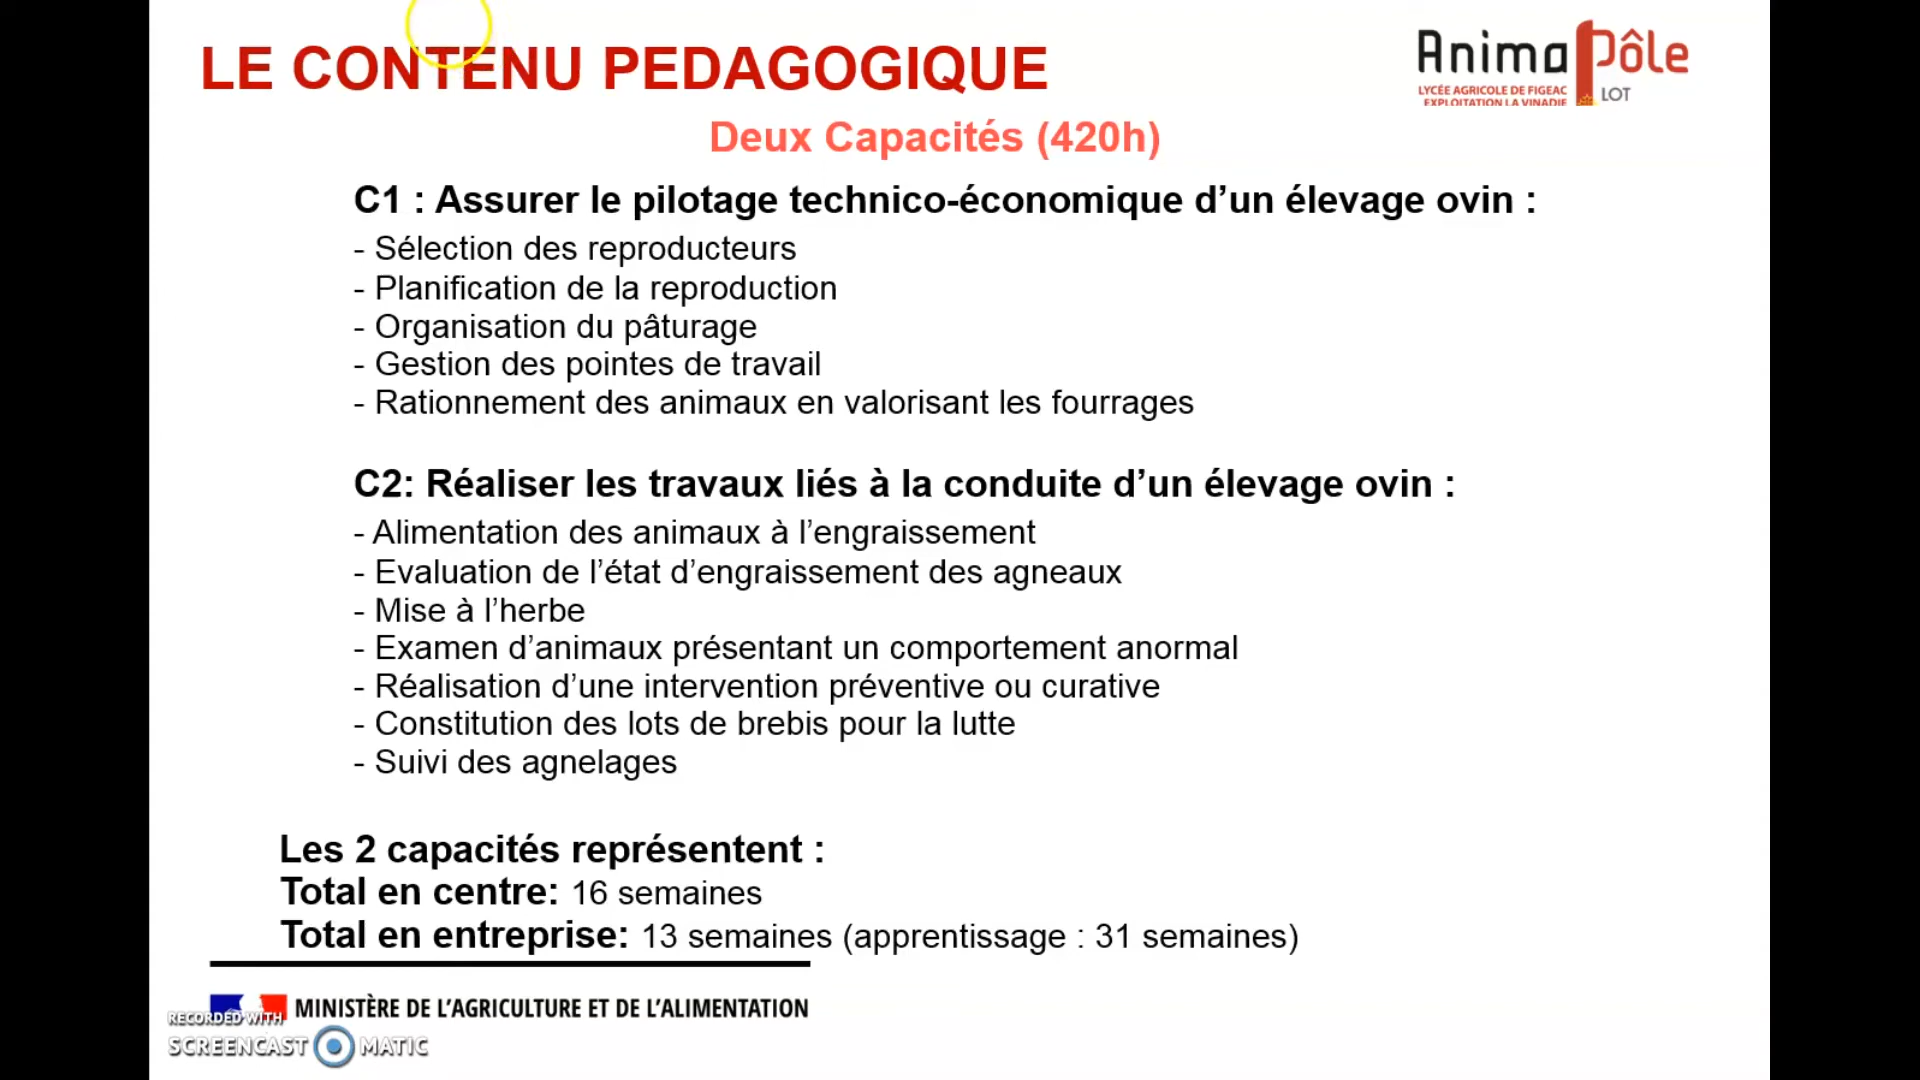 LE CONTENU PEDAGOGIQUE
Anima Pôle
LYCÉE AGRICOLE DE FIGEAC
EXPLOITATION LA VINADIE
LOT
Deux Capacités (420h)
C1 : Assurer le pilotage technico-économique d’un élevage ovin :
- Sélection des reproducteurs
- Planification de la reproduction
- Organisation du pâturage
- Gestion des pointes de travail
- Rationnement des animaux en valorisant les fourrages
C2: Réaliser les travaux liés à la conduite d’un élevage ovin :
- Alimentation des animaux à l’engraissement
- Evaluation de l’état d’engraissement des agneaux
- Mise à l’herbe
- Examen d’animaux présentant un comportement anormal
- Réalisation d’une intervention préventive ou curative
- Constitution des lots de brebis pour la lutte
- Suivi des agnelages
Les 2 capacités représentent :
Total en centre: 16 semaines
Total en entreprise: 13 semaines (apprentissage : 31 semaines)
MINISTÈRE DE L’AGRICULTURE ET DE L’ALIMENTATION
RECORDED WITH
SCREENCAST MATIC